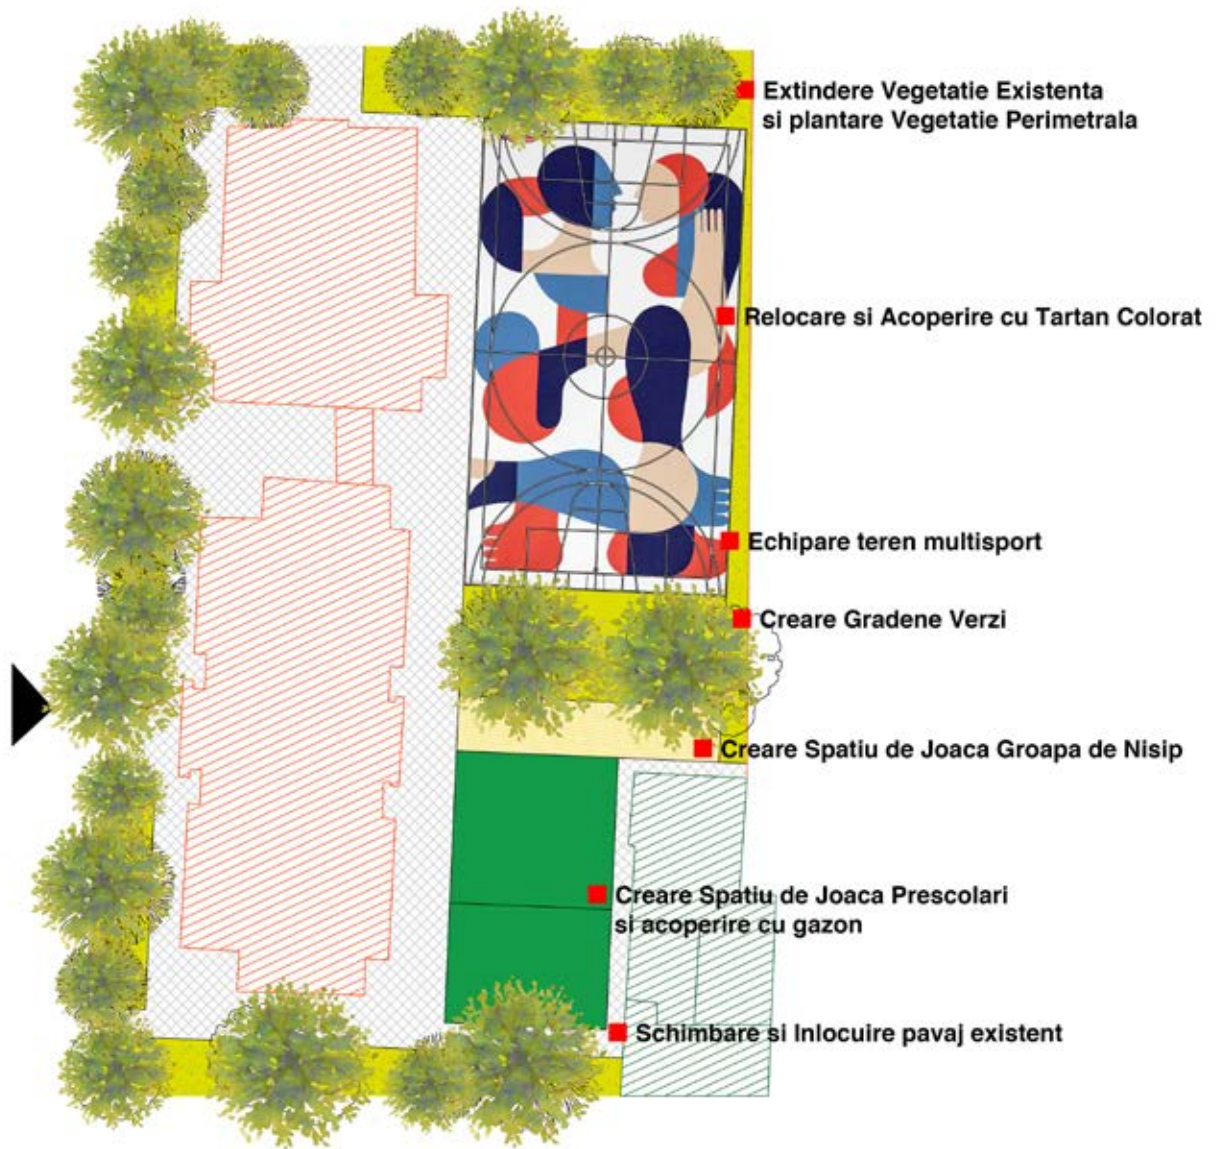 Extindere Vegetatie Existenta
si plantare Vegetatie Perimetrala
Relocare si Acoperire cu Tartan Colorat
Echipare teren multisport
Creare Gradene Verzi
Creare Spatiu de Joaca Groapa de Nisip
Creare Spatiu de Joaca Prescolari
si acoperire cu gazon
Schimbare si Inlocuire pavaj existent